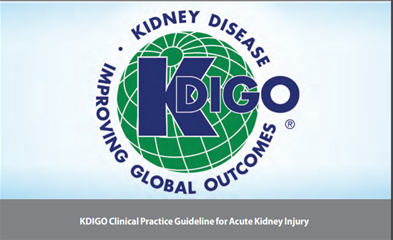 KIDNEY DISEASE
KDIGO
®
IMPROVING GLOBAL OUTCOMES
KDIGO Clinical Practice Guideline for Acute Kidney Injury